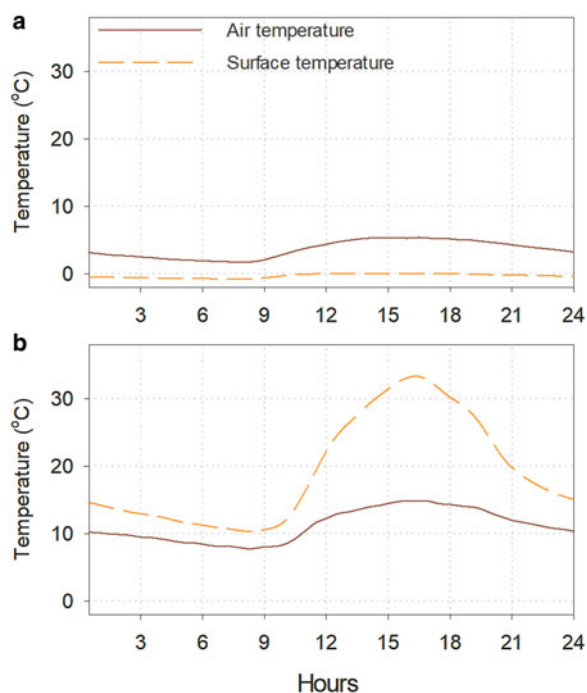 a
Air temperature
Surface temperature
Temperature (°C)
30
20
10
0
3 6 9 12 15 18 21 24
b
Temperature (°C)
30
20
10
0
3 6 9 12 15 18 21 24
Hours